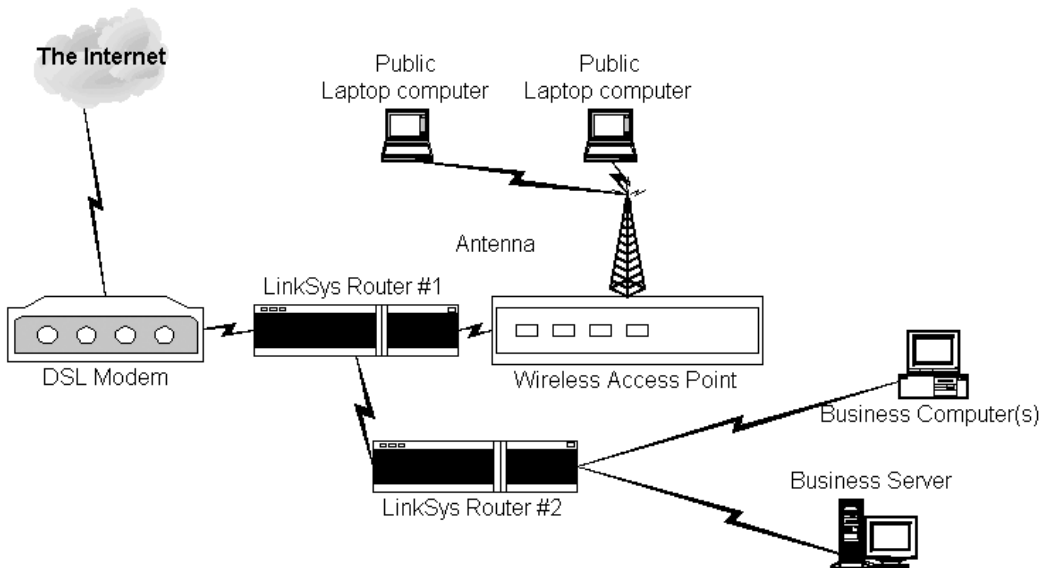 The Internet
Public
Laptop computer
Public
Laptop computer
Antenna
LinkSys Router #1
DSL Modem
Wireless Access Point
Business Computer(s)
LinkSys Router #2
Business Server